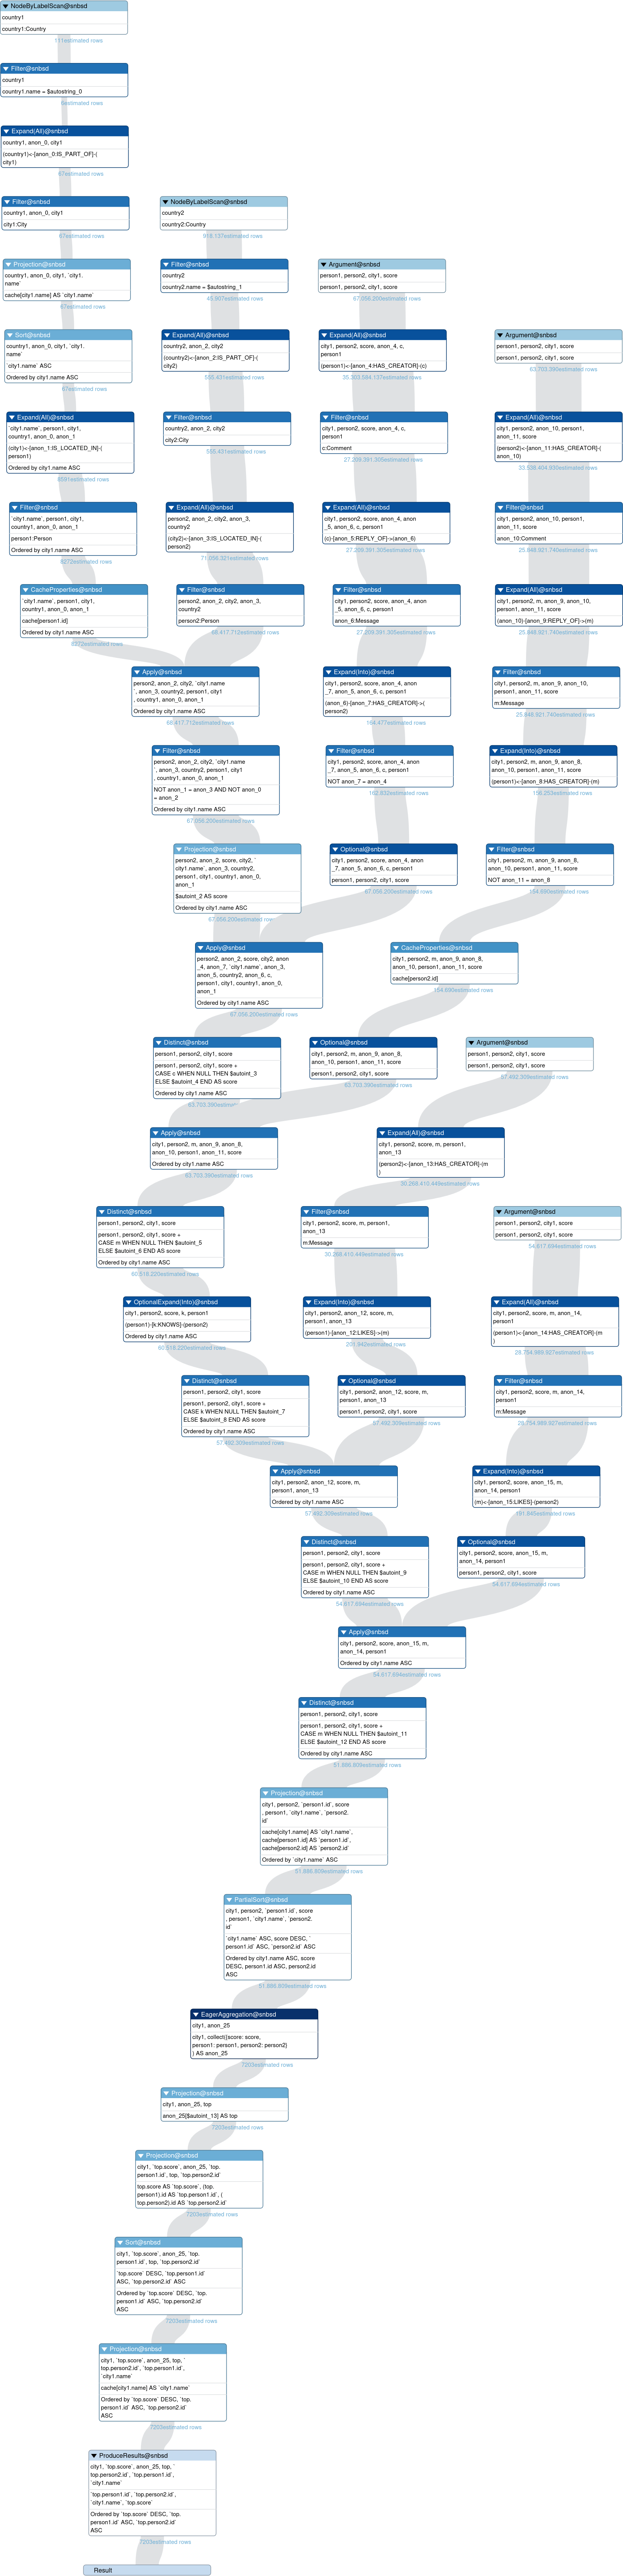 NodeByLabelScan@snbsd
country1
country1:Country
111estimated rows
Filter@snbsd
country1
country1.name = $autostring_0
6estimated rows
Expand(All)@snbsd
country1, anon_0, city1
(country1)<-[anon_0:IS_PART_OF]-(
city1)
67estimated rows
Filter@snbsd
country1, anon_0, city1
city1:City
67estimated rows
NodeByLabelScan@snbsd
country2
country2:Country
918.137estimated rows
Projection@snbsd
country1, anon_0, city1, `city1.
name`
cache[city1.name] AS `city1.name`
67estimated rows
Filter@snbsd
country2
country2.name = $autostring_1
45.907estimated rows
Argument@snbsd
person1, person2, city1, score
person1, person2, city1, score
67.056.200estimated rows
Sort@snbsd
country1, anon_0, city1, `city1.
name`
`city1.name` ASC
Ordered by city1.name ASC
67estimated rows
Expand(All)@snbsd
country2, anon_2, city2
(country2)<-[anon_2:IS_PART_OF]-(
city2)
555.431estimated rows
Expand(All)@snbsd
city1, person2, score, anon_4, c,
person1
(person1)<-[anon_4:HAS_CREATOR]-(c)
35.303.584.137estimated rows
Argument@snbsd
person1, person2, city1, score
person1, person2, city1, score
63.703.390estimated rows
Expand(All)@snbsd
`city1.name`, person1, city1,
country1, anon_0, anon_1
(city1)<-[anon_1:IS_LOCATED_IN]-(
person1)
Ordered by city1.name ASC
8591estimated rows
Filter@snbsd
country2, anon_2, city2
city2:City
555.431estimated rows
Filter@snbsd
city1, person2, score, anon_4, c,
person1
c:Comment
27.209.391.305estimated rows
Expand(All)@snbsd
city1, person2, anon_10, person1,
anon_11, score
(person2)<-[anon_11:HAS_CREATOR]-(
anon_10)
33.538.404.930estimated rows
Filter@snbsd
`city1.name`, person1, city1,
country1, anon_0, anon_1
person1:Person
Ordered by city1.name ASC
8272estimated rows
Expand(All)@snbsd
person2, anon_2, city2, anon_3,
country2
(city2)<-[anon_3:IS_LOCATED_IN]-(
person2)
71.206.321estimated rows
Expand(All)@snbsd
city1, person2, score, anon_4, anon
_5, anon_6, c, person1
(c)-[anon_5:REPLY_OF]->(anon_6)
27.209.391.305estimated rows
Filter@snbsd
city1, person2, anon_10, person1,
anon_11, score
anon_10:Comment
25.848.921.740estimated rows
CacheProperties@snbsd
`city1.name`, person1, city1,
country1, anon_0, anon_1
cache[person1.id]
Ordered by city1.name ASC
8272estimated rows
Filter@snbsd
person2, anon_2, city2, anon_3,
country2
person2:Person
68.417.712estimated rows
Filter@snbsd
city1, person2, score, anon_4, anon
_5, anon_6, c, person1
anon_6:Message
27.209.391.305estimated rows
Expand(All)@snbsd
city1, person2, m, anon_9, anon_10,
person1, anon_11, score
(anon_10)-[anon_9:REPLY_OF]->(m)
25.848.921.740estimated rows
Apply@snbsd
person2, anon_2, city2, `city1.name
`, anon_3, country2, person1, city1
, country1, anon_0, anon_1
Ordered by city1.name ASC
68.417.712estimated rows
Expand(Into)@snbsd
city1, person2, score, anon_4, anon
_7, anon_5, anon_6, c, person1
(anon_6)-[anon_7:HAS_CREATOR]->(
person2)
164.477estimated rows
Filter@snbsd
city1, person2, m, anon_9, anon_10,
person1, anon_11, score
m:Message
25.848.921.740estimated rows
Filter@snbsd
person2, anon_2, city2, `city1.name
`, anon_3, country2, person1, city1
, country1, anon_0, anon_1
NOT anon_1 = anon_3 AND NOT anon_0
= anon_2
Ordered by city1.name ASC
67.056.200estimated rows
Filter@snbsd
city1, person2, score, anon_4, anon
_7, anon_5, anon_6, c, person1
NOT anon_7 = anon_4
162.832estimated rows
Expand(Into)@snbsd
city1, person2, m, anon_9, anon_8,
anon_10, person1, anon_11, score
(person1)<-[anon_8:HAS_CREATOR]-(m)
156.253estimated rows
Projection@snbsd
person2, anon_2, score, city2, `
city1.name`, anon_3, country2,
person1, city1, country1, anon_0,
anon_1
$autoint_2 AS score
Ordered by city1.name ASC
67.056.200estimated row
Optional@snbsd
city1, person2, score, anon_4, anon
_7, anon_5, anon_6, c, person1
person1, person2, city1, score
67.056.200estimated rows
Filter@snbsd
city1, person2, m, anon_9, anon_8,
anon_10, person1, anon_11, score
NOT anon_11 = anon_8
154.690estimated rows
Apply@snbsd
person2, anon_2, score, city2, anon
_4, anon_7, `city1.name`, anon_3,
anon_5, country2, anon_6, c,
person1, city1, country1, anon_0,
anon_1
Ordered by city1.name ASC
67.056.200estimated rows
CacheProperties@snbsd
city1, person2, m, anon_9, anon_8,
anon_10, person1, anon_11, score
cache[person2.id]
154.690estimated rows
Distinct@snbsd
person1, person2, city1, score
person1, person2, city1, score +
CASE c WHEN NULL THEN $autoint_3
ELSE $autoint_4 END AS score
Ordered by city1.name ASC
63.703.390estimat
Optional@snbsd
city1, person2, m, anon_9, anon_8,
anon_10, person1, anon_11, score
person1, person2, city1, score
63.703.390estimated rows
Argument@snbsd
person1, person2, city1, score
person1, person2, city1, score
57.492.309estimated rows
Apply@snbsd
city1, person2, m, anon_9, anon_8,
anon_10, person1, anon_11, score
Ordered by city1.name ASC
63.703.390estimated rows
Expand(All)@snbsd
city1, person2, score, m, person1,
anon_13
(person2)<-[anon_13:HAS_CREATOR]-(m
)
30.268.410.449estimated rows
Distinct@snbsd
person1, person2, city1, score
person1, person2, city1, score +
CASE m WHEN NULL THEN $autoint_5
ELSE $autoint_6 END AS score
Ordered by city1.name ASC
60.518.220estimated rows
Filter@snbsd
city1, person2, score, m, person1,
anon_13
m:Message
30.268.410.449estimated rows
Argument@snbsd
person1, person2, city1, score
person1, person2, city1, score
54.617.694estimated rows
OptionalExpand(Into)@snbsd
city1, person2, score, k, person1
(person1)-[k:KNOWS]-(person2)
Ordered by city1.name ASC
60.518.220estimated rows
Expand(Into)@snbsd
city1, person2, anon_12, score, m,
person1, anon_13
(person1)-[anon_12:LIKES]->(m)
201.942estimated rows
Expand(All)@snbsd
city1, person2, score, m, anon_14,
person1
(person1)<-[anon_14:HAS_CREATOR]-(m
)
28.754.989.927estimated rows
Distinct@snbsd
person1, person2, city1, score
person1, person2, city1, score +
CASE k WHEN NULL THEN $autoint_7
ELSE $autoint_8 END AS score
Ordered by city1.name ASC
57.492.309estimated rows
Optional@snbsd
city1, person2, anon_12, score, m,
person1, anon_13
person1, person2, city1, score
57.492.309estimated rows
Filter@snbsd
city1, person2, score, m, anon_14,
person1
m:Message
28.754.989.927estimated rows
Apply@snbsd
city1, person2, anon_12, score, m,
person1, anon_13
Ordered by city1.name ASC
57.492.309estimated rows
Expand(Into)@snbsd
city1, person2, score, anon_15, m,
anon_14, person1
(m)<-[anon_15:LIKES]-(person2)
191.845estimated rows
Distinct@snbsd
person1, person2, city1, score
person1, person2, city1, score +
CASE m WHEN NULL THEN $autoint_9
ELSE $autoint_10 END AS score
Ordered by city1.name ASC
54.617.694estimated rows
Optional@snbsd
city1, person2, score, anon_15, m,
anon_14, person1
person1, person2, city1, score
54.617.694estimated rows
Apply@snbsd
city1, person2, score, anon_15, m,
anon_14, person1
Ordered by city1.name ASC
54.617.694estimated rows
Distinct@snbsd
person1, person2, city1, score
person1, person2, city1, score +
CASE m WHEN NULL THEN $autoint_11
ELSE $autoint_12 END AS score
Ordered by city1.name ASC
51.886.809estimated rows
Projection@snbsd
city1, person2, `person1.id`, score
, person1, `city1.name`, `person2.
id`
cache[city1.name] AS `city1.name`,
cache[person1.id] AS `person1.id`,
cache[person2.id] AS `person2.id`
Ordered by `city1.name` ASC
51.886.809estimated rows
PartialSort@snbsd
city1, person2, `person1.id`, score
, person1, `city1.name`, `person2.
id`
`city1.name` ASC, score DESC, `
person1.id` ASC, `person2.id` ASC
Ordered by city1.name ASC, score
DESC, person1.id ASC, person2.id
ASC
51.886.809estimated rows
EagerAggregation@snbsd
city1, anon_25
city1, collect({score: score,
person1: person1, person2: person2}
) AS anon_25
7203estimated rows
Projection@snbsd
city1, anon_25, top
anon_25[$autoint_13] AS top
7203estimated rows
Projection@snbsd
city1, `top.score`, anon_25, `top.
person1.id`, top, `top.person2.id`
top.score AS `top.score`, (top.
person1).id AS `top.person1.id`, (
top.person2).id AS `top.person2.id`
7203estimated rows
Sort@snbsd
city1, `top.score`, anon_25, `top.
person1.id`, top, `top.person2.id`
`top.score` DESC, `top.person1.id`
ASC, `top.person2.id` ASC
Ordered by `top.score` DESC, `top.
person1.id` ASC, `top.person2.id`
ASC
7203estimated rows
Projection@snbsd
city1, `top.score`, anon_25, top, `
top.person2.id`, `top.person1.id`,
`city1.name`
cache[city1.name] AS `city1.name`
Ordered by `top.score` DESC, `top.
person1.id` ASC, `top.person2.id`
ASC
7203estimated rows
ProduceResults@snbsd
city1, `top.score`, anon_25, top, `
top.person2.id`, `top.person1.id`,
`city1.name`
`top.person1.id`, `top.person2.id`,
`city1.name`, `top.score`
Ordered by `top.score` DESC, `top.
person1.id` ASC, `top.person2.id`
ASC
7203estimated rows
Result